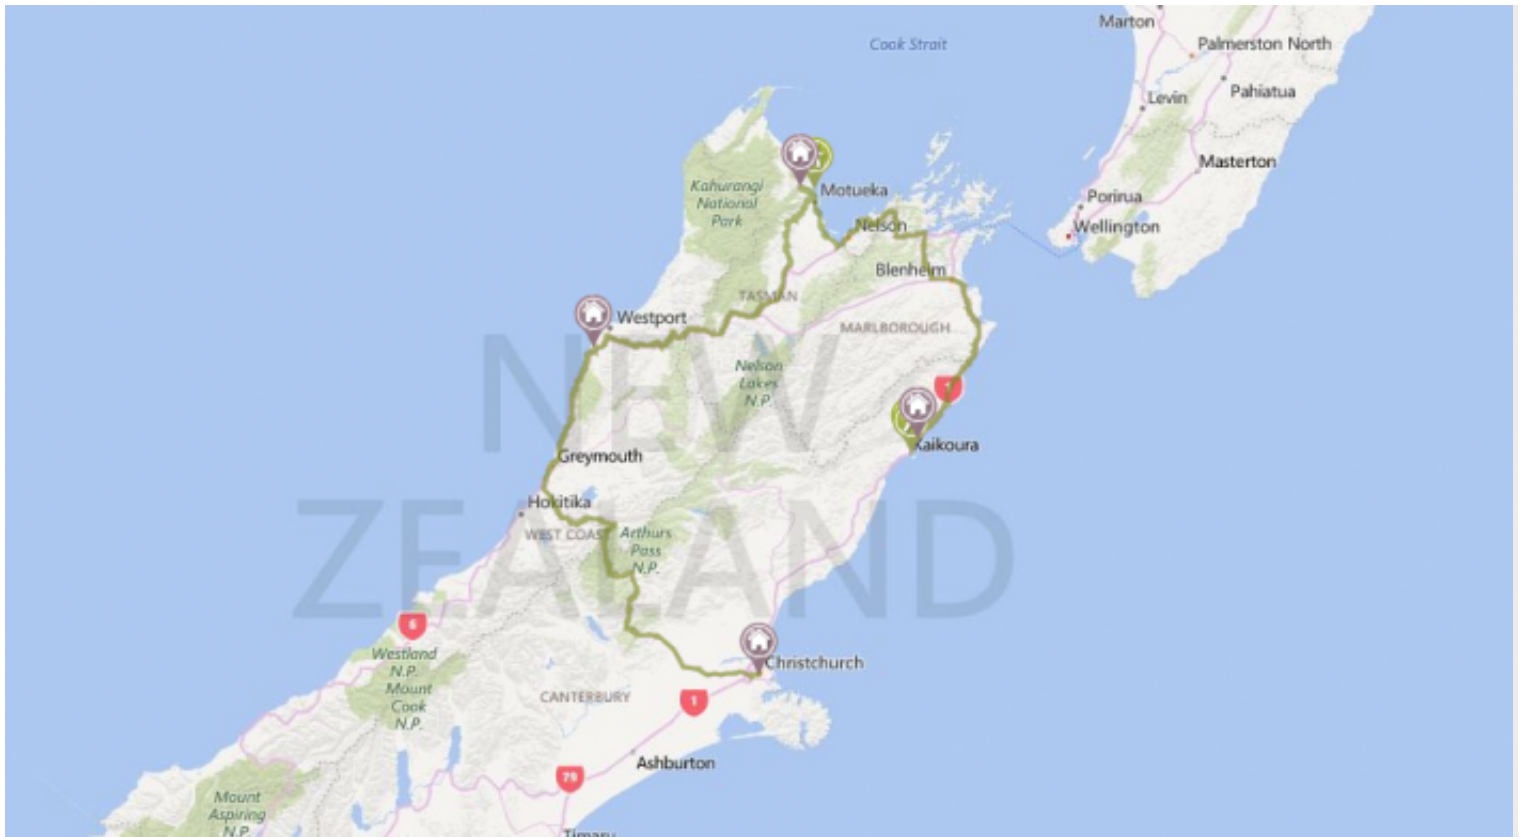 Marton
Cook Strait
Palmerston North
Levin
Pahiatua
Masterton
Kahurangi
National
Park
Motueka
Porirua
Nelson
Wellington
Blenheim
TASMAN
Westport
MARLBOROUGH
NEW
Nelson
Lakes
N.P.
1
Kaikoura
Greymouth
Hokitika
ZEALAND
WEST COAST
Arthurs
Pass
N.P.
6
Westland
N.P.
Mount
Cook
N.P.
Christchurch
CANTERBURY
1
Ashburton
79
Mount
Aspiring
N.P.
Timaru